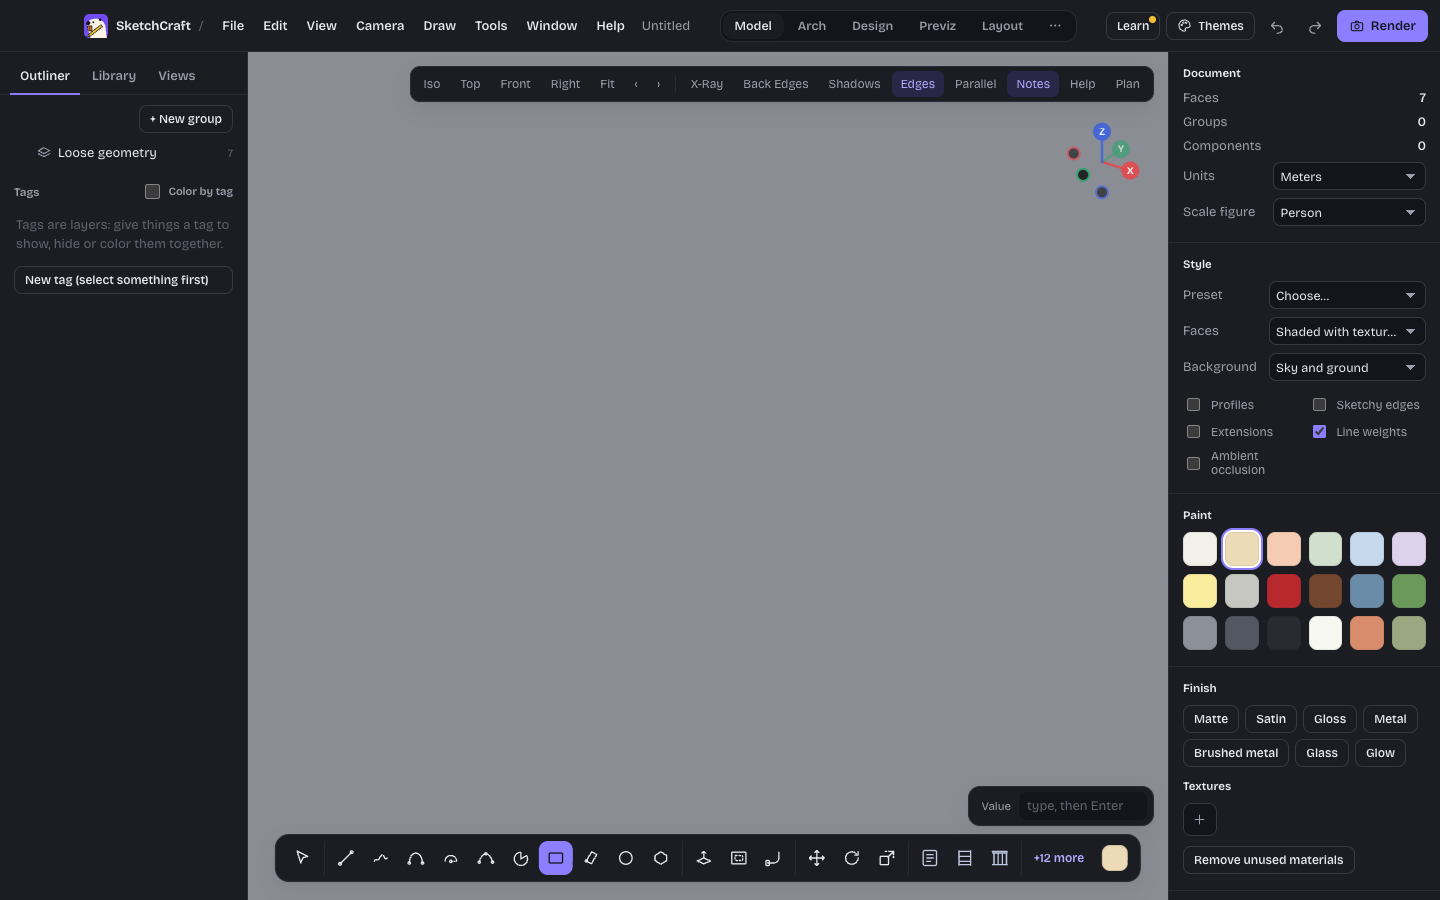 SketchCraft /
File
Edit
View
Camera
Draw
Tools
Window
Help
Untitled
Model
Arch
Design
Previz
Layout
Learn
Themes
Render
Outliner
Library
Views
+ New group
Loose geometry
7
Tags
Color by tag
Tags are layers: give things a tag to
show, hide or color them together.
New tag (select something first)
Iso
Top
Front
Right
Fit
‹
›
X-Ray
Back Edges
Shadows
Edges
Parallel
Notes
Help
Plan
Z
Y
X
Value
type, then Enter
+12 more
Document
Faces
7
Groups
0
Components
0
Units
Meters
Scale figure
Person
Style
Preset
Choose...
Faces
Shaded with textur...
Background
Sky and ground
Profiles
Sketchy edges
Extensions
Line weights
Ambient
occlusion
Paint
Finish
Matte
Satin
Gloss
Metal
Brushed metal
Glass
Glow
Textures
+
Remove unused materials